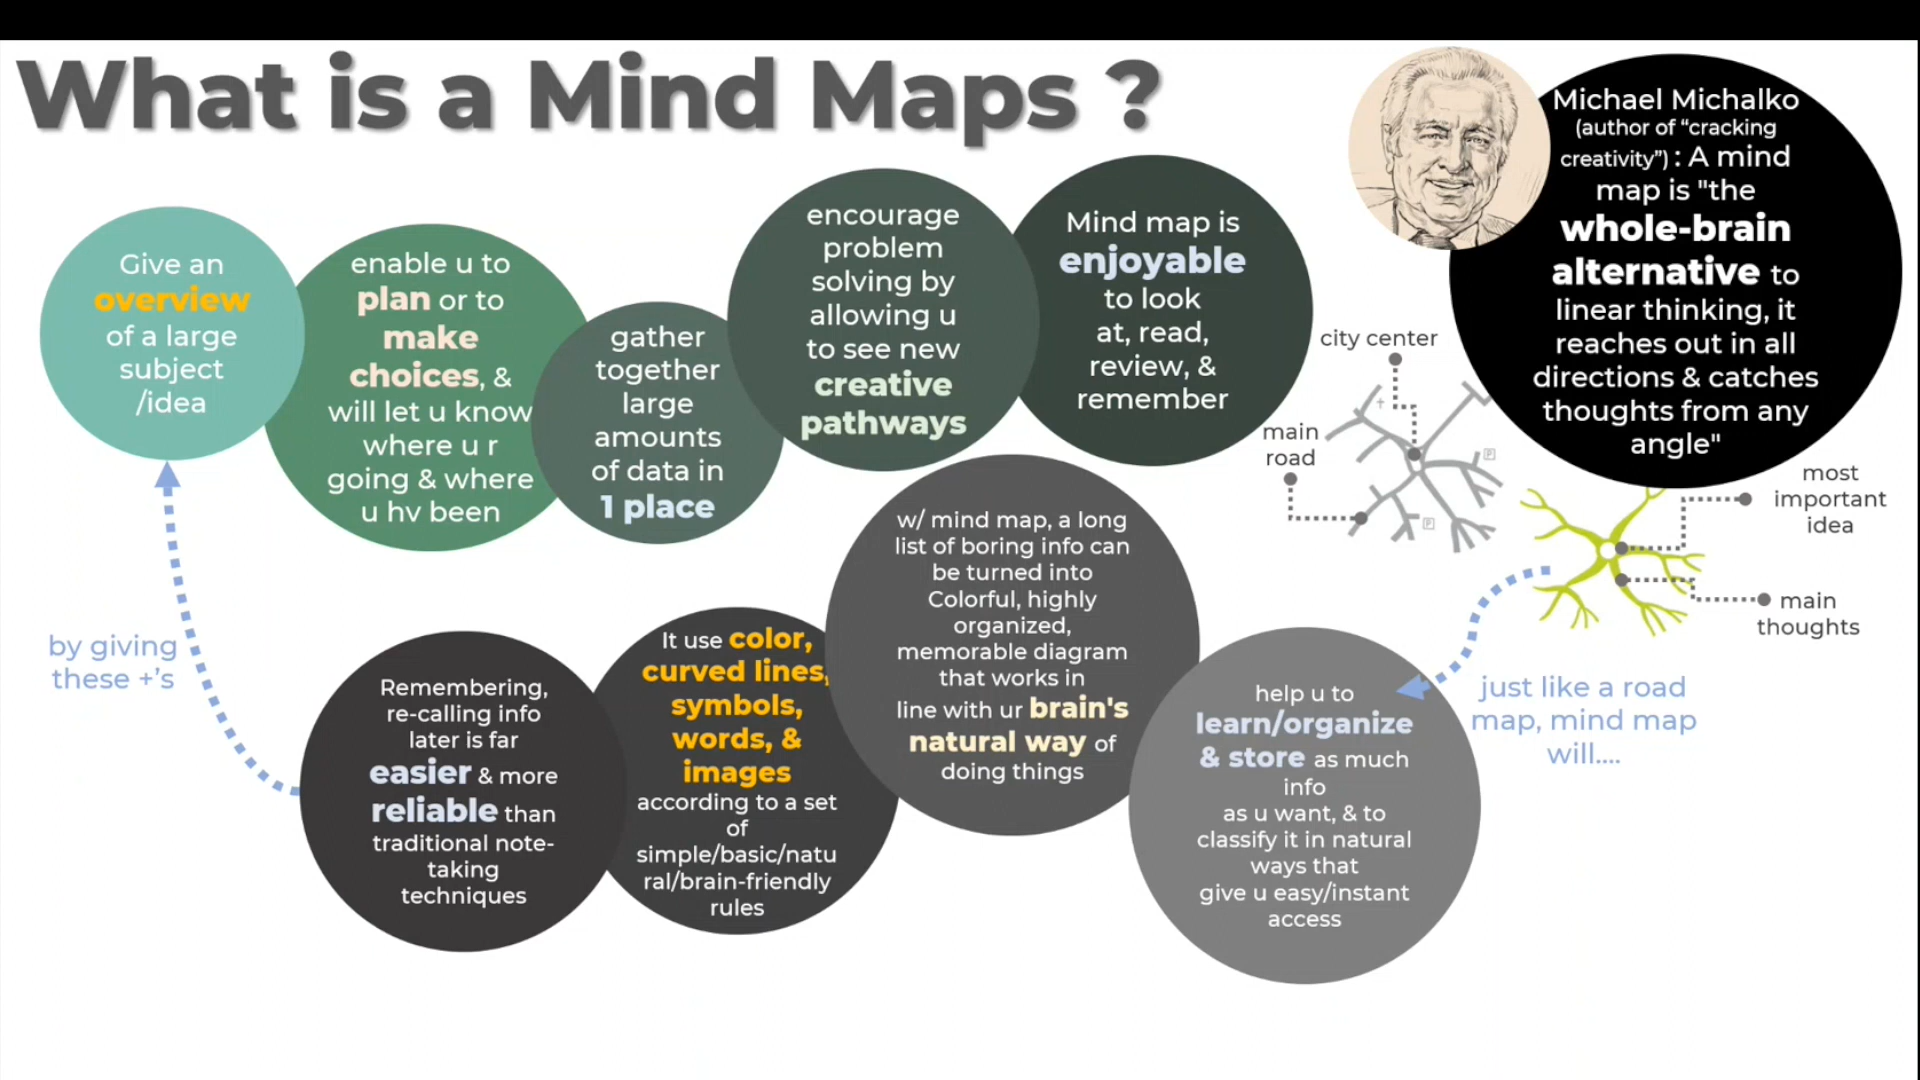 What is a Mind Maps ?
Michael Michalko
(author of “cracking
creativity”) : A mind
map is "the
whole-brain
alternative to
linear thinking, it
reaches out in all
directions & catches
thoughts from any
angle"
city center
main
road
most
important
idea
main
thoughts
just like a road
map, mind map
will....
help u to
learn/organize
& store as much
info
as u want, & to
classify it in natural
ways that
give u easy/instant
access
w/ mind map, a long
list of boring info can
be turned into
Colorful, highly
organized,
memorable diagram
that works in
line with ur brain's
natural way of
doing things
It use color,
curved lines,
symbols,
words, &
images
according to a set
of
simple/basic/natu
ral/brain-friendly
rules
Remembering,
re-calling info
later is far
easier & more
reliable than
traditional note-
taking
techniques
by giving
these +’s
Give an
overview
of a large
subject
/idea
enable u to
plan or to
make
choices, &
will let u know
where u r
going & where
u hv been
gather
together
large
amounts
of data in
1 place
encourage
problem
solving by
allowing u
to see new
creative
pathways
Mind map is
enjoyable
to look
at, read,
review, &
remember
P
P